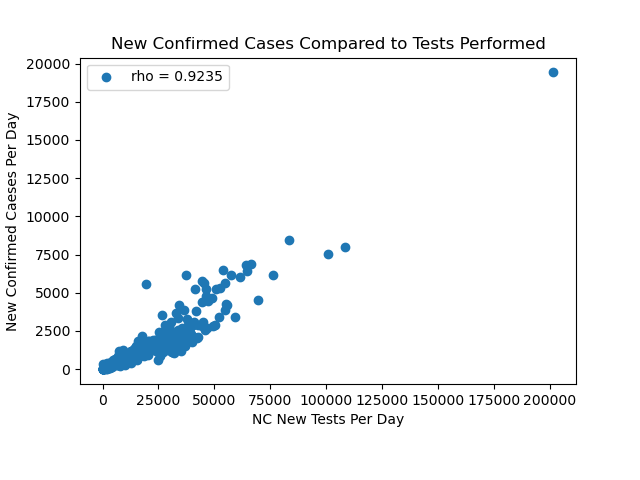 New Confirmed Cases Compared to Tests Performed
rho = 0.9235
New Confirmed Caeses Per Day
20000
17500
15000
12500
10000
7500
5000
2500
0
0 25000 50000 75000 100000 125000 150000 175000 200000
NC New Tests Per Day